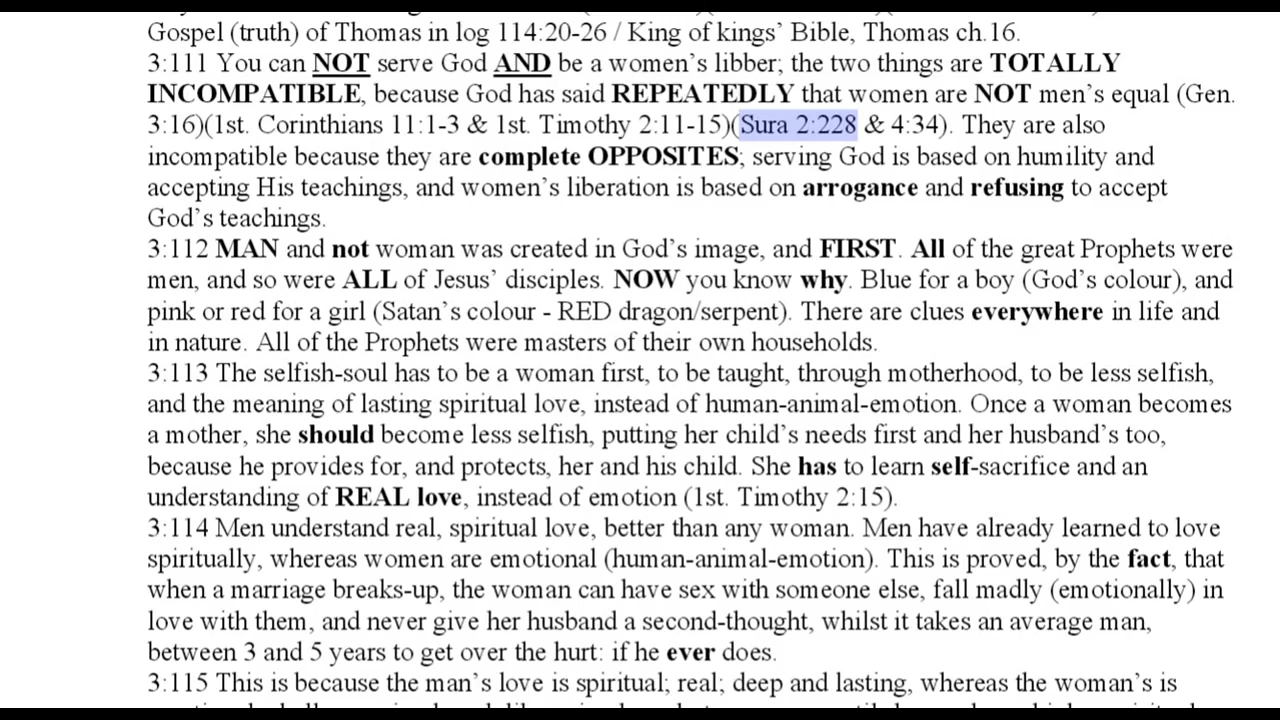 Gospel (truth) of Thomas in log 114:20-26 / King of kings’ Bible, Thomas ch.16.
3:111 You can NOT serve God AND be a women’s libber; the two things are TOTALLY
INCOMPATIBLE, because God has said REPEATEDLY that women are NOT men’s equal (Gen.
3:16)(1st. Corinthians 11:1-3 & 1st. Timothy 2:11-15)(Sura 2:228 & 4:34). They are also
incompatible because they are complete OPPOSITES; serving God is based on humility and
accepting His teachings, and women’s liberation is based on arrogance and refusing to accept
God’s teachings.
3:112 MAN and not woman was created in God’s image, and FIRST. All of the great Prophets were
men, and so were ALL of Jesus’ disciples. NOW you know why. Blue for a boy (God’s colour), and
pink or red for a girl (Satan’s colour - RED dragon/serpent). There are clues everywhere in life and
in nature. All of the Prophets were masters of their own households.
3:113 The selfish-soul has to be a woman first, to be taught, through motherhood, to be less selfish,
and the meaning of lasting spiritual love, instead of human-animal-emotion. Once a woman becomes
a mother, she should become less selfish, putting her child’s needs first and her husband’s too,
because he provides for, and protects, her and his child. She has to learn self-sacrifice and an
understanding of REAL love, instead of emotion (1st. Timothy 2:15).
3:114 Men understand real, spiritual love, better than any woman. Men have already learned to love
spiritually, whereas women are emotional (human-animal-emotion). This is proved, by the fact, that
when a marriage breaks-up, the woman can have sex with someone else, fall madly (emotionally) in
love with them, and never give her husband a second-thought, whilst it takes an average man,
between 3 and 5 years to get over the hurt: if he ever does.
3:115 This is because the man’s love is spiritual; real; deep and lasting, whereas the woman’s is